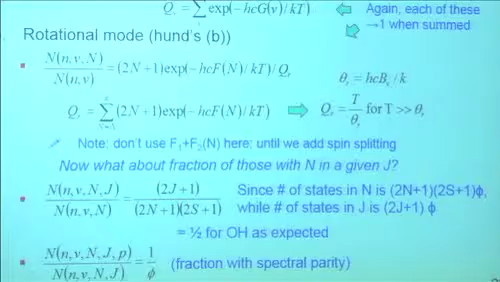 Q_v = Σ exp(−hcG(v)/kT) Again, each of these
→1 when summed
Rotational mode (hund's (b))
N(n,v,N)/N(n,v) = (2N+1)exp(−hcF(N)/kT)/Q_r
θ_r = hcB_v/k
Q_r = Σ (2N+1)exp(−hcF(N)/kT) Q_r = T/θ_r for T >> θ_r
Note: don't use F₁+F₂(N) here: until we add spin splitting
Now what about fraction of those with N in a given J?
N(n,v,N,J)/N(n,v,N) = (2J+1)/(2N+1)(2S+1) Since # of states in N is (2N+1)(2S+1)ϕ,
while # of states in J is (2J+1) ϕ
= ½ for OH as expected
N(n,v,N,J,p)/N(n,v,N,J) = 1/ϕ (fraction with spectral parity)